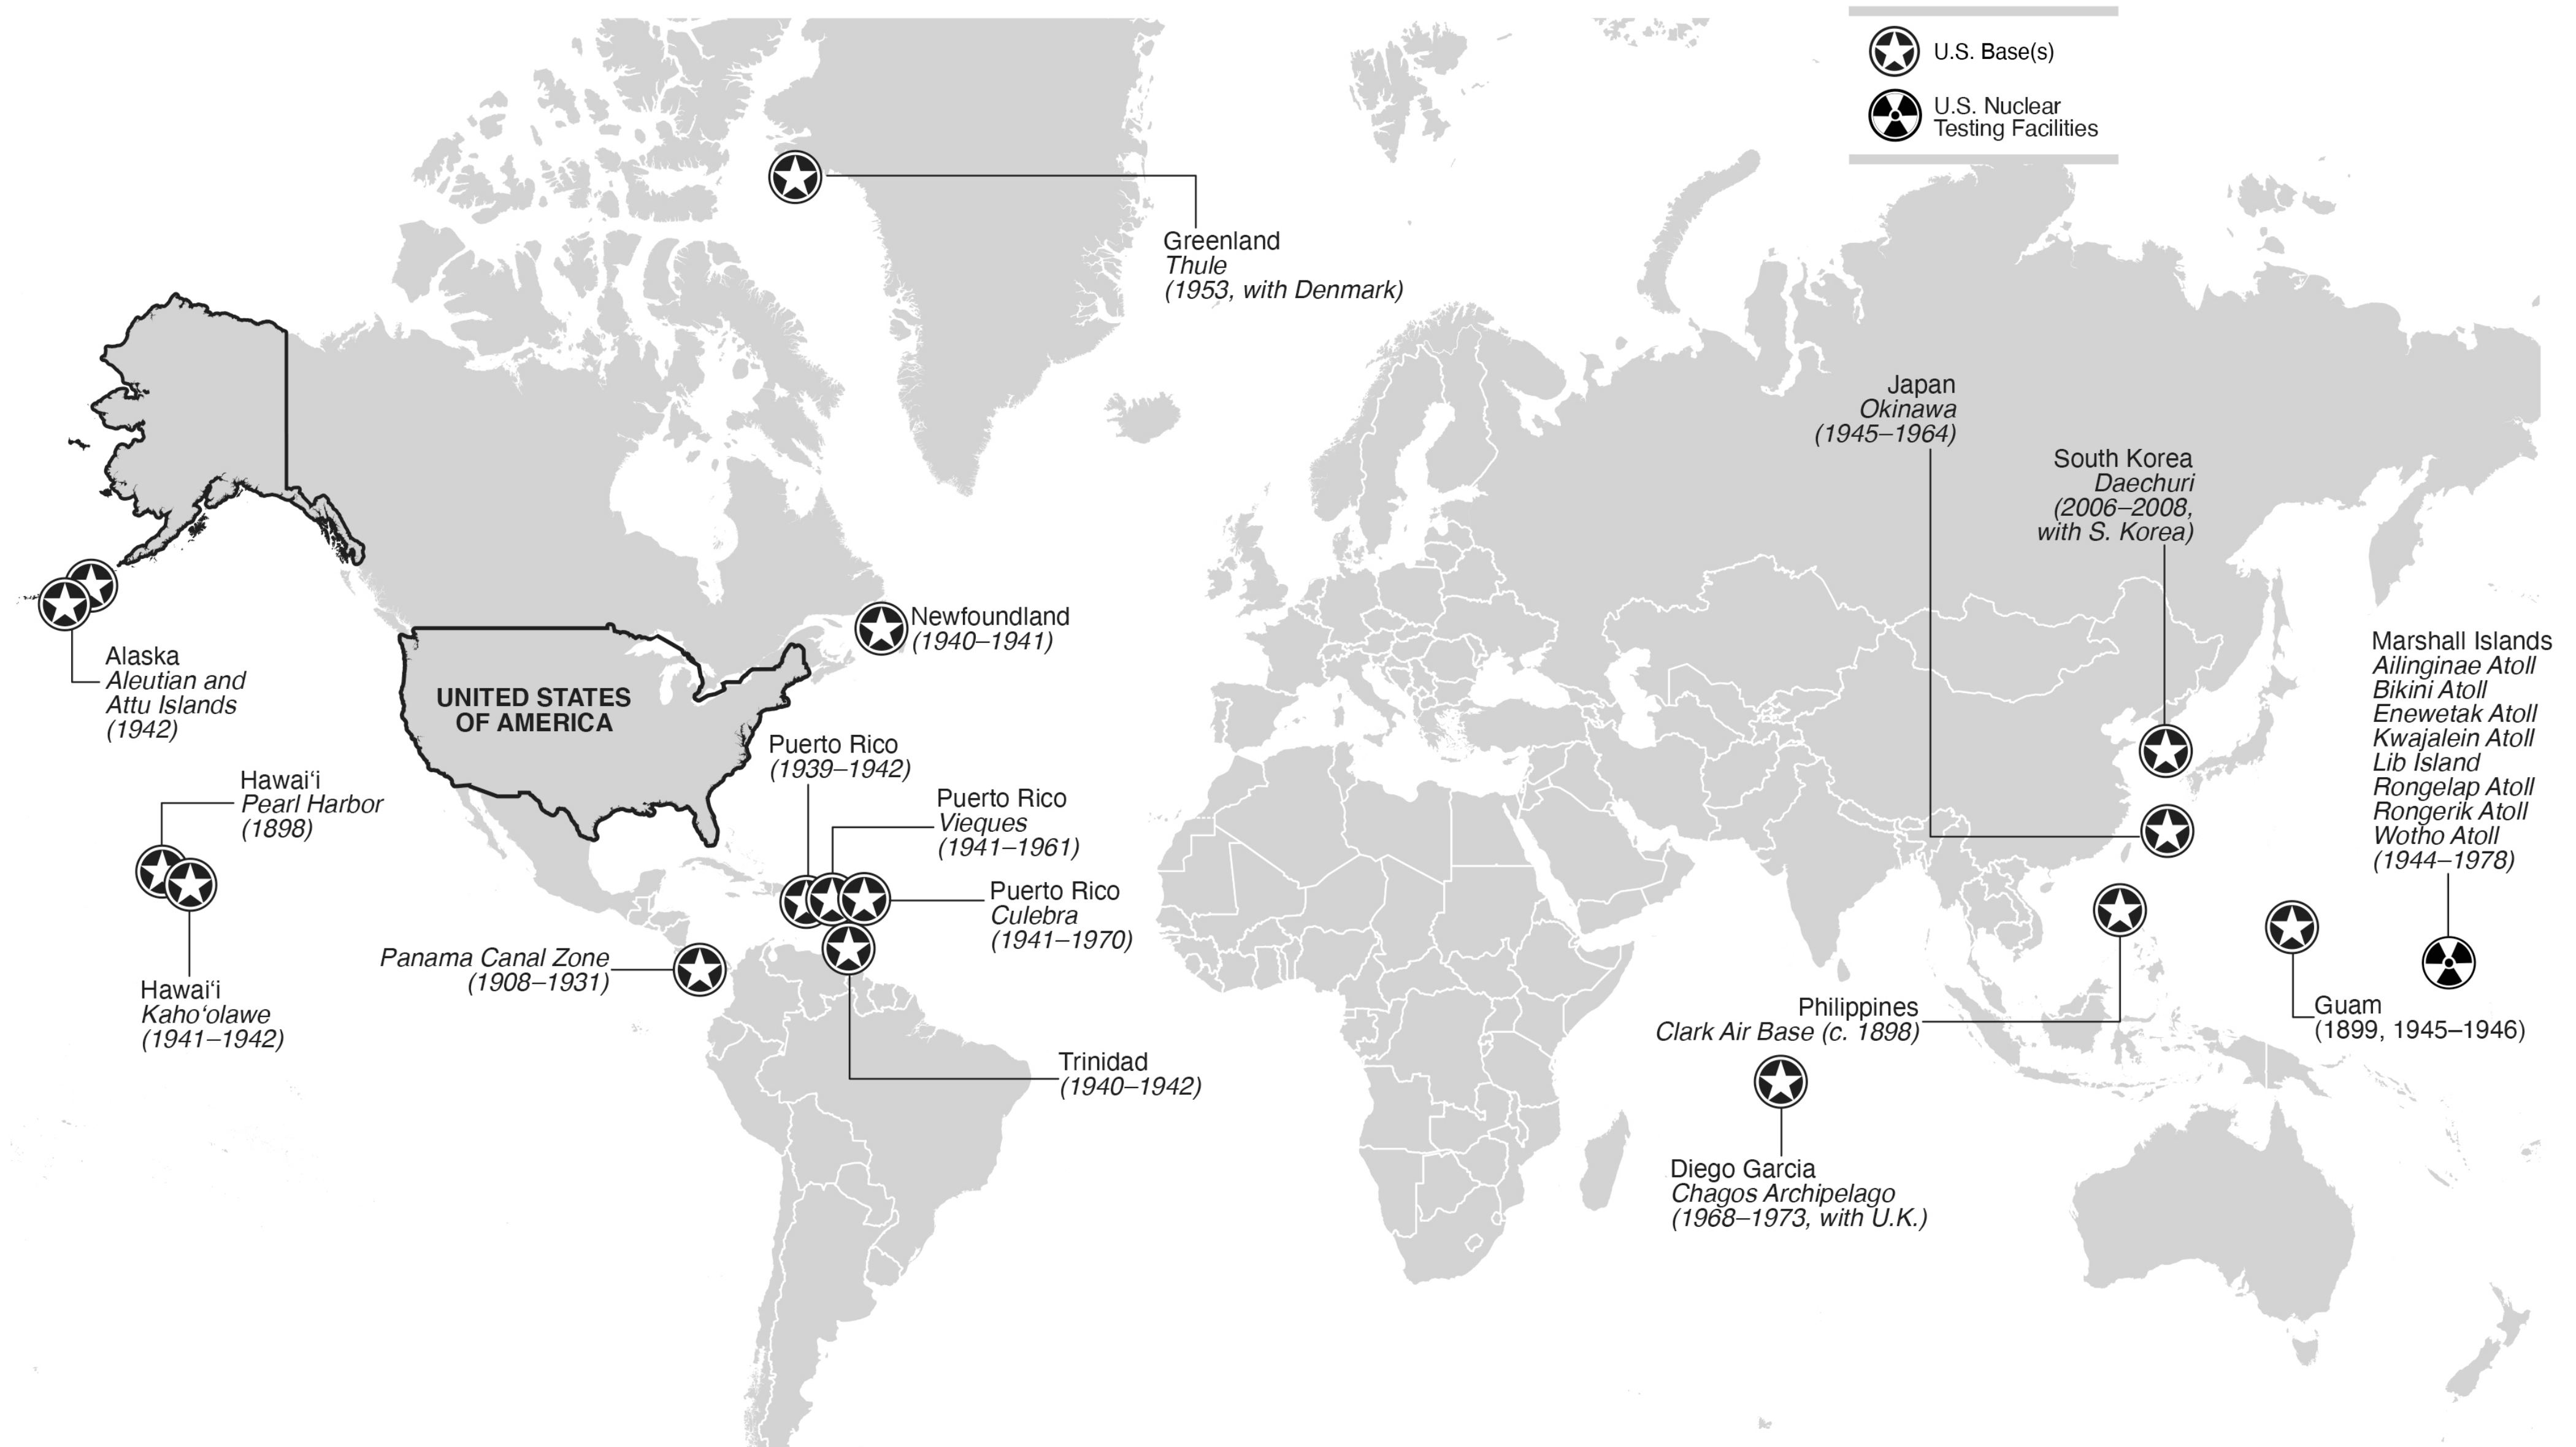 U.S. Base(s)
U.S. Nuclear
Testing Facilities
Greenland
Thule
(1953, with Denmark)
Japan
Okinawa
(1945–1964)
South Korea
Daechuri
(2006–2008,
with S. Korea)
Newfoundland
(1940–1941)
Marshall Islands
Ailinginae Atoll
Bikini Atoll
Enewetak Atoll
Kwajalein Atoll
Lib Island
Rongelap Atoll
Rongerik Atoll
Wotho Atoll
(1944–1978)
Alaska
Aleutian and
Attu Islands
(1942)
UNITED STATES
OF AMERICA
Puerto Rico
(1939–1942)
Hawai‘i
Pearl Harbor
(1898)
Puerto Rico
Vieques
(1941–1961)
Puerto Rico
Culebra
(1941–1970)
Panama Canal Zone
(1908–1931)
Hawai‘i
Kaho‘olawe
(1941–1942)
Philippines
Clark Air Base (c. 1898)
Guam
(1899, 1945–1946)
Trinidad
(1940–1942)
Diego Garcia
Chagos Archipelago
(1968–1973, with U.K.)